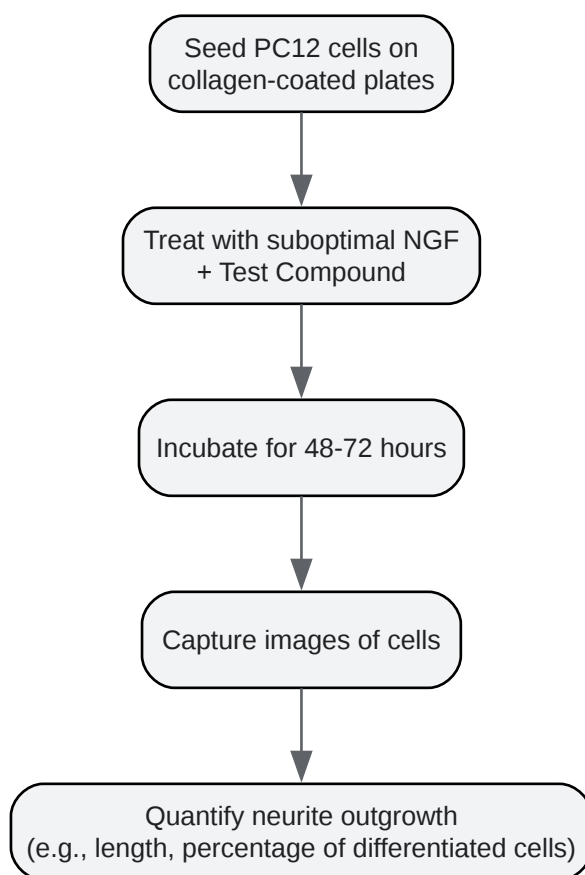 Seed PC12 cells on
collagen-coated plates
Treat with suboptimal NGF
+ Test Compound
Incubate for 48-72 hours
Capture images of cells
Quantify neurite outgrowth
(e.g., length, percentage of differentiated cells)